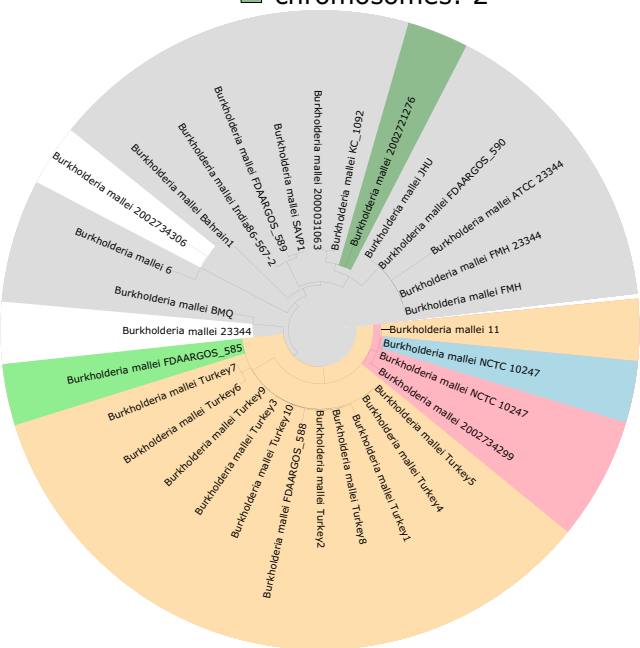 chromosomes: 2
Burkholderia mallei KC_1092
Burkholderia mallei 2002721276
Burkholderia mallei JHU
Burkholderia mallei FDAARGOS_590
Burkholderia mallei ATCC 23344
Burkholderia mallei FMH 23344
Burkholderia mallei FMH
Burkholderia mallei 11
Burkholderia mallei NCTC 10247
Burkholderia mallei NCTC 10247
Burkholderia mallei 2002734299
Burkholderia mallei Turkey5
Burkholderia mallei Turkey4
Burkholderia mallei Turkey1
Burkholderia mallei Turkey8
Burkholderia mallei Turkey2
Burkholderia mallei FDAARGOS_588
Burkholderia mallei Turkey10
Burkholderia mallei Turkey3
Burkholderia mallei Turkey9
Burkholderia mallei Turkey6
Burkholderia mallei Turkey7
Burkholderia mallei FDAARGOS_585
Burkholderia mallei 23344
Burkholderia mallei BMQ
Burkholderia mallei 6
Burkholderia mallei 2002734306
Burkholderia mallei Bahrain1
Burkholderia mallei India86-567-2
Burkholderia mallei FDAARGOS_589
Burkholderia mallei SAVP1
Burkholderia mallei 2000031063